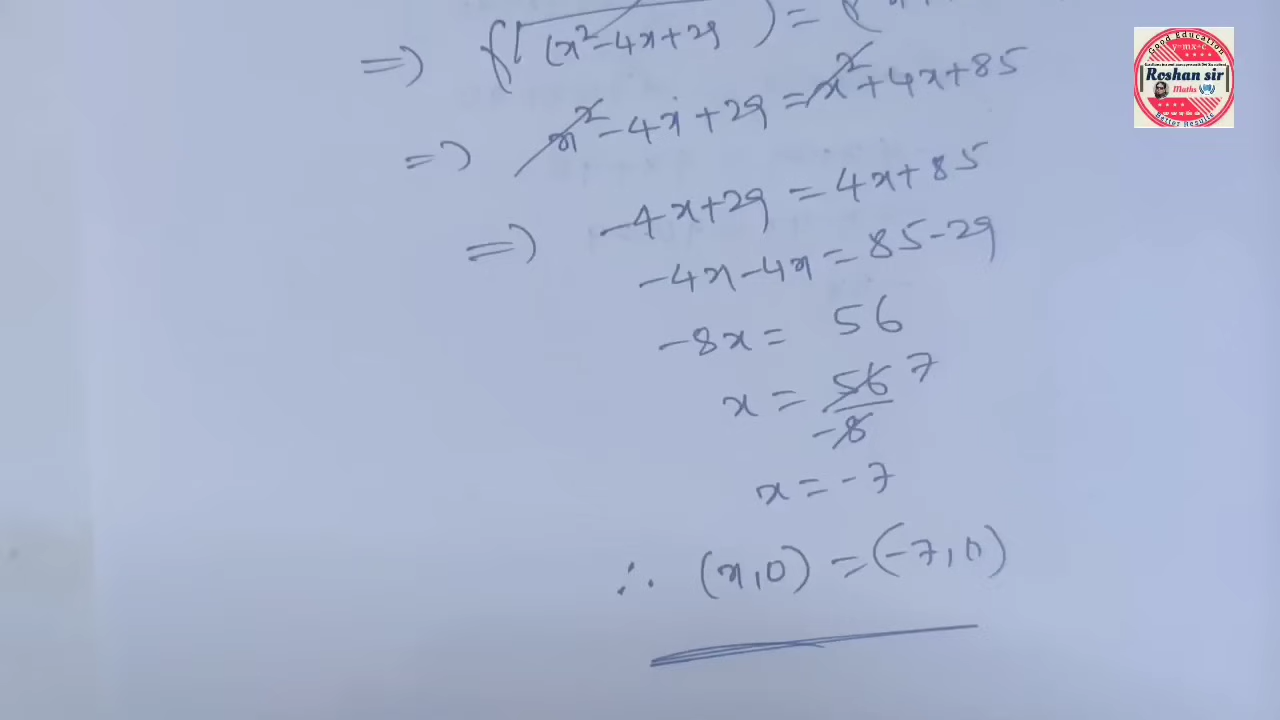 => {√(x²-4x+29)} = {
=> x²-4x+29 = x²+4x+85
=> -4x+29 = 4x+85
-4x-4x = 85-29
-8x = 56
x = 56/-8 7
x = -7
∴ (x,0) = (-7,0)
Good Education
y=mx+c
Roshan sir
Maths
Better Results